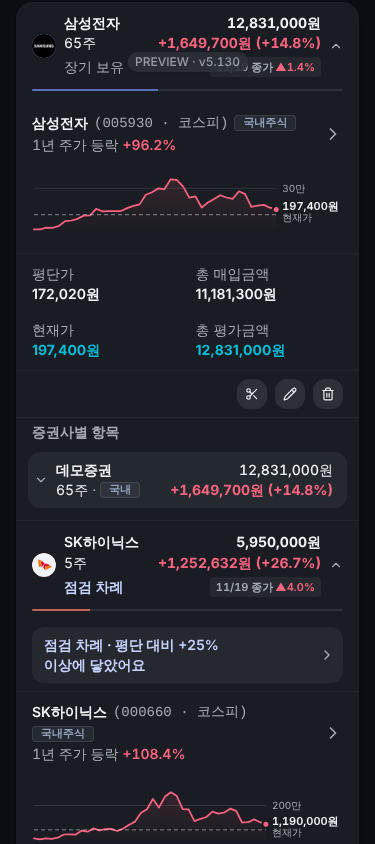 삼성전자
12,831,000원
SAMSUNG
65주
+1,649,700원 (+14.8%)
장기 보유
PREVIEW · v5.130
종가 ▲1.4%
삼성전자 (005930 · 코스피) 국내주식
1년 주가 등락 +96.2%
30만
197,400원
현재가
평단가
총 매입금액
172,020원
11,181,300원
현재가
총 평가금액
197,400원
12,831,000원
증권사별 항목
데모증권
12,831,000원
65주 · 국내
+1,649,700원 (+14.8%)
SK하이닉스
5,950,000원
5주
+1,252,632원 (+26.7%)
점검 차례
11/19 종가 ▲4.0%
점검 차례 · 평단 대비 +25%
이상에 닿았어요
SK하이닉스 (000660 · 코스피)
국내주식
1년 주가 등락 +108.4%
200만
1,190,000원
현재가